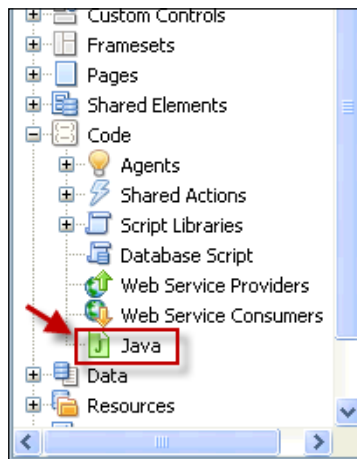 Custom Controls
Framesets
Pages
Shared Elements
Code
Agents
Shared Actions
Script Libraries
Database Script
Web Service Providers
Web Service Consumers
Java
Data
Resources